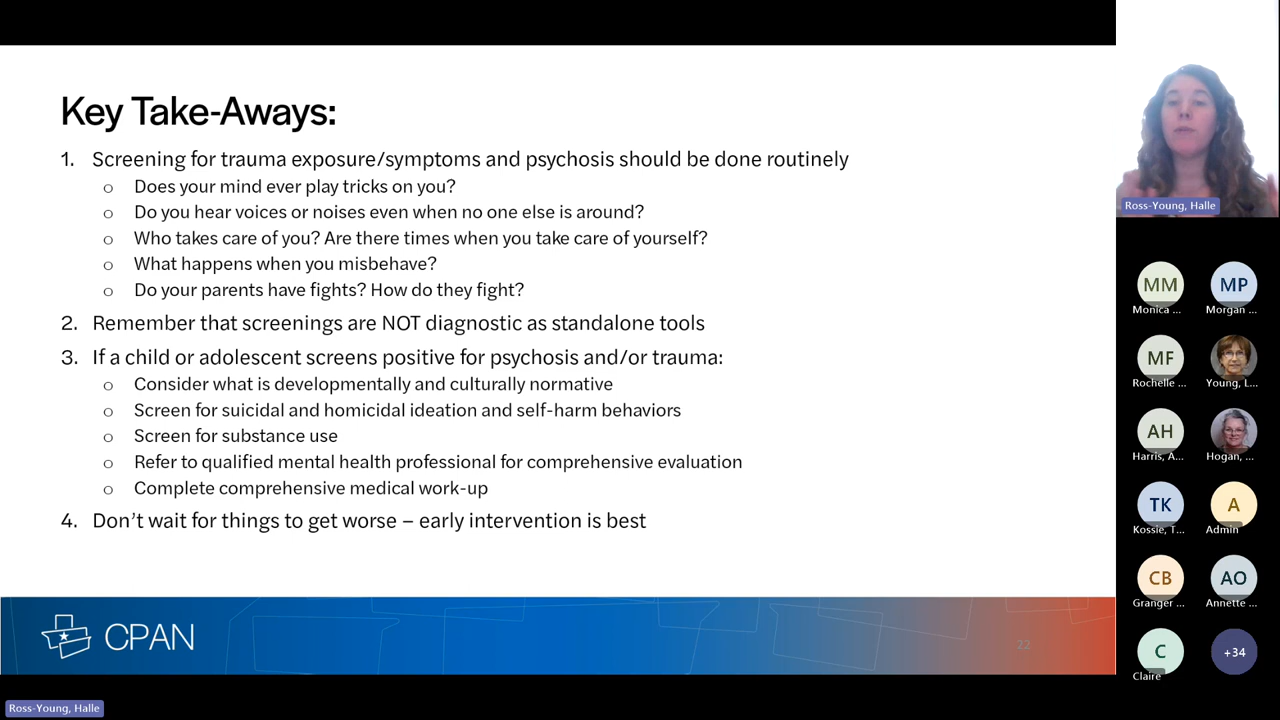 Key Take-Aways:
1. Screening for trauma exposure/symptoms and psychosis should be done routinely
o Does your mind ever play tricks on you?
o Do you hear voices or noises even when no one else is around?
o Who takes care of you? Are there times when you take care of yourself?
o What happens when you misbehave?
o Do your parents have fights? How do they fight?
2. Remember that screenings are NOT diagnostic as standalone tools
3. If a child or adolescent screens positive for psychosis and/or trauma:
o Consider what is developmentally and culturally normative
o Screen for suicidal and homicidal ideation and self-harm behaviors
o Screen for substance use
o Refer to qualified mental health professional for comprehensive evaluation
o Complete comprehensive medical work-up
4. Don't wait for things to get worse – early intervention is best
CPAN
22
Ross-Young, Halle
Ross-Young, Halle
MM
MP
Monica ...
Morgan ...
MF
Rochelle ...
Young, L...
AH
Harris, A...
Hogan, ...
TK
A
Kossie, T...
Admin
CB
AO
Granger ...
Annette ...
C
+34
Claire